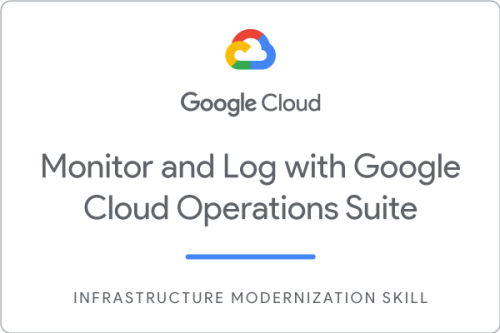 Google Cloud
Monitor and Log with Google
Cloud Operations Suite
INFRASTRUCTURE MODERNIZATION SKILL